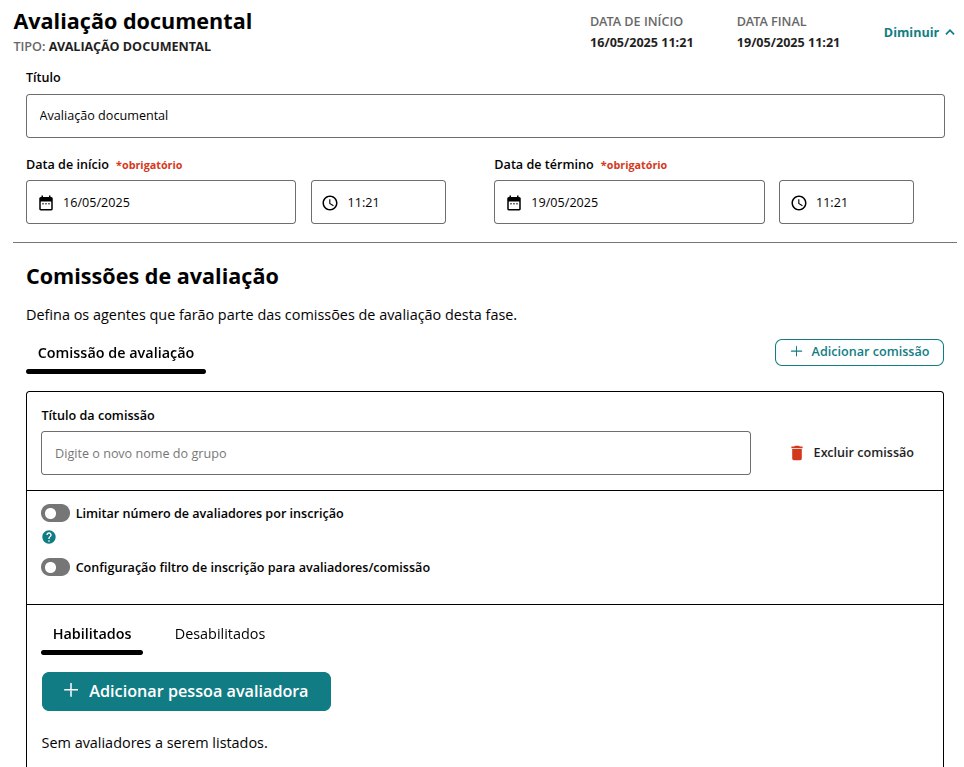 Avaliação documental
TIPO: AVALIAÇÃO DOCUMENTAL
DATA DE INÍCIO
16/05/2025 11:21
DATA FINAL
19/05/2025 11:21
Diminuir
Título
Avaliação documental
Data de início *obrigatório
16/05/2025
11:21
Data de término *obrigatório
19/05/2025
11:21
Comissões de avaliação
Defina os agentes que farão parte das comissões de avaliação desta fase.
Comissão de avaliação
+ Adicionar comissão
Título da comissão
Digite o novo nome do grupo
Excluir comissão
Limitar número de avaliadores por inscrição
?
Configuração filtro de inscrição para avaliadores/comissão
Habilitados
Desabilitados
+ Adicionar pessoa avaliadora
Sem avaliadores a serem listados.